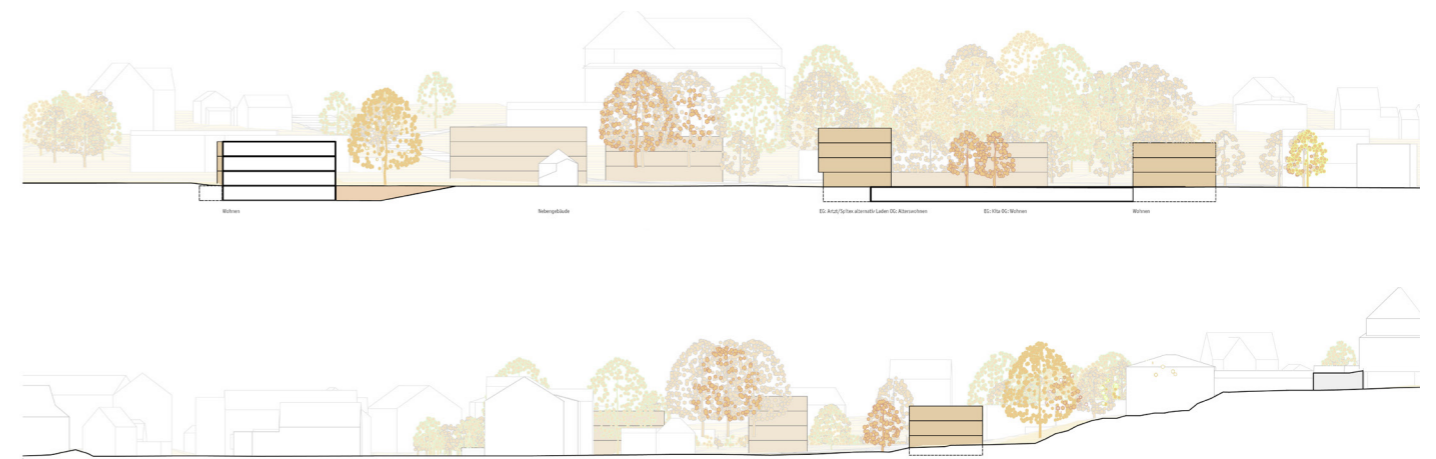 Wohnen
Nebengebäude
EG: Arzt/Spitex alternativ Laden OG: Alterswohnen
EG: Kita OG: Wohnen
Wohnen